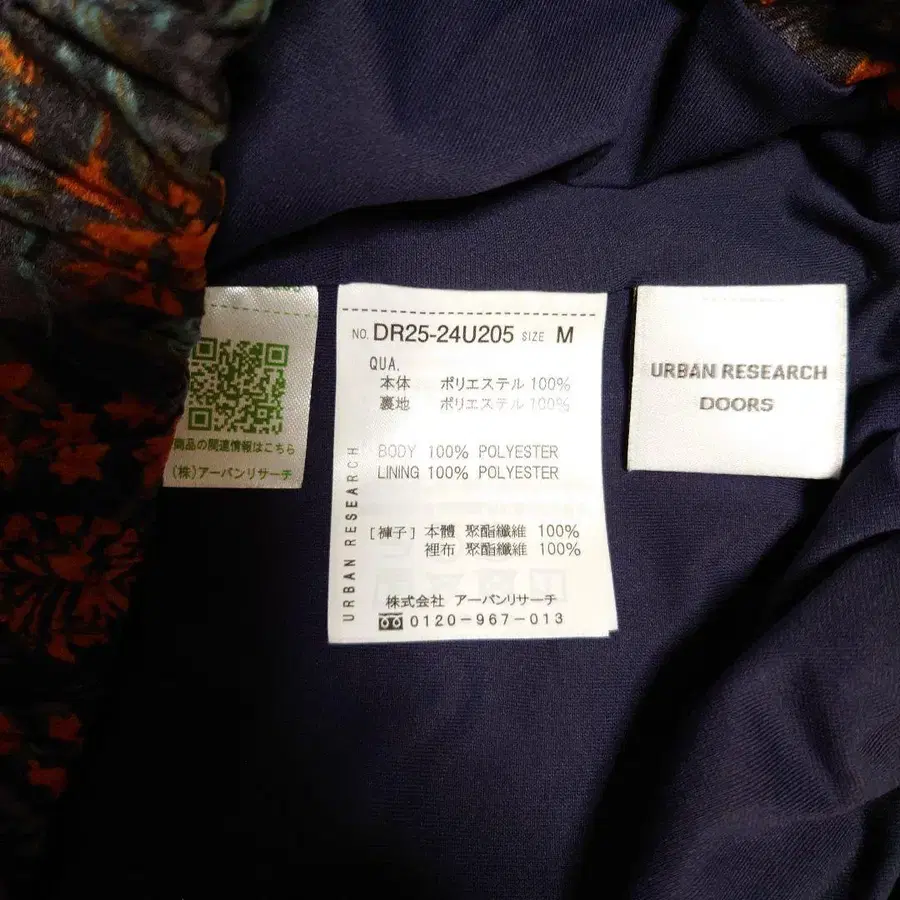 商品の関連情報はこちら
(株)アーバンリサーチ
NO. DR25-24U205 SIZE M
QUA.
本体 ポリエステル 100%
裏地 ポリエステル 100%
BODY 100% POLYESTER
LINING 100% POLYESTER
[褲子] 本體 聚酯纖維 100%
裡布 聚酯纖維 100%
URBAN RESEARCH
株式会社 アーバンリサーチ
0120-967-013
URBAN RESEARCH
DOORS